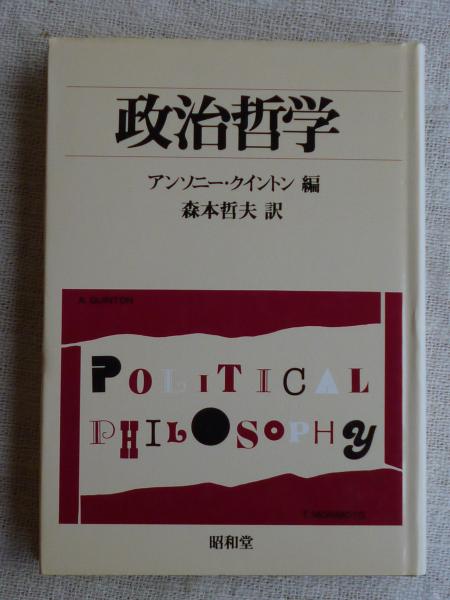 政治哲学
アンソニー・クイントン 編
森本哲夫 訳
A. QUINTON
POLITICAL
PHILOSOPHY
T. MORIMOTO
昭和堂